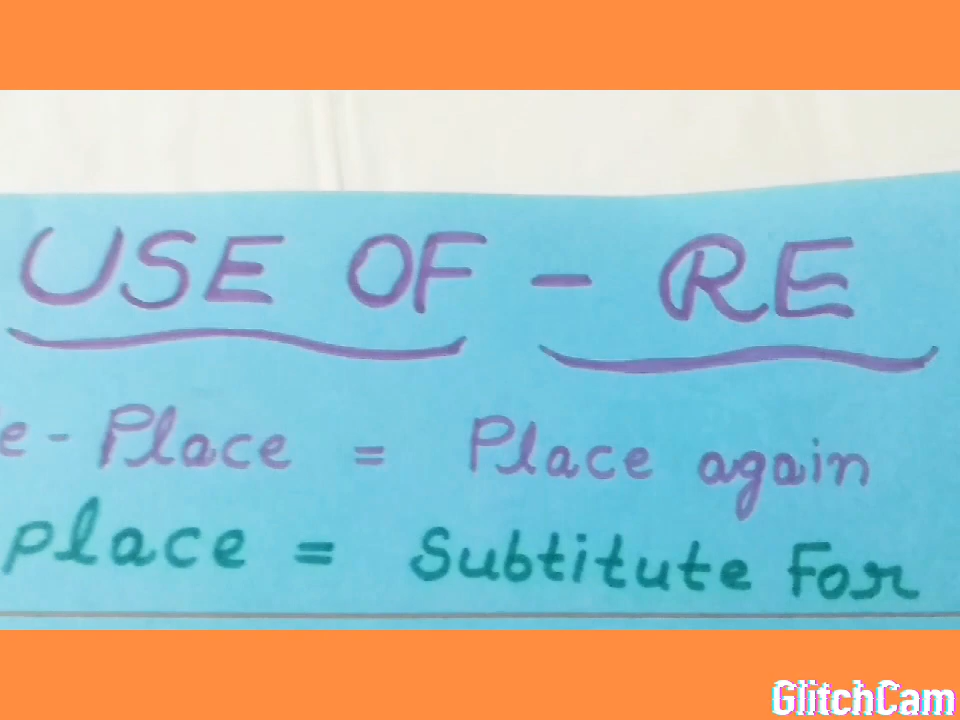 USE OF - RE
e - Place = Place again
place = Subtitute For
GlitchCam